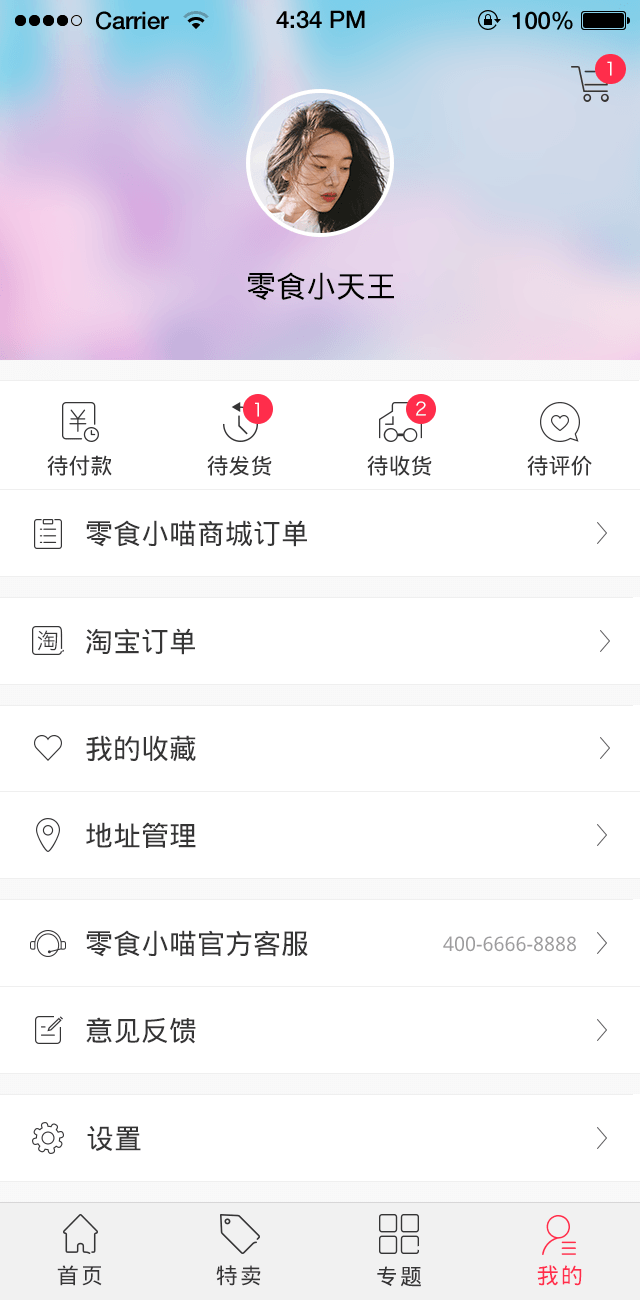 Carrier 4:34 PM 100%
1
零食小天王
1 2
待付款 待发货 待收货 待评价
零食小喵商城订单
淘 淘宝订单
我的收藏
地址管理
零食小喵官方客服 400-6666-8888
意见反馈
设置
首页 特卖 专题 我的